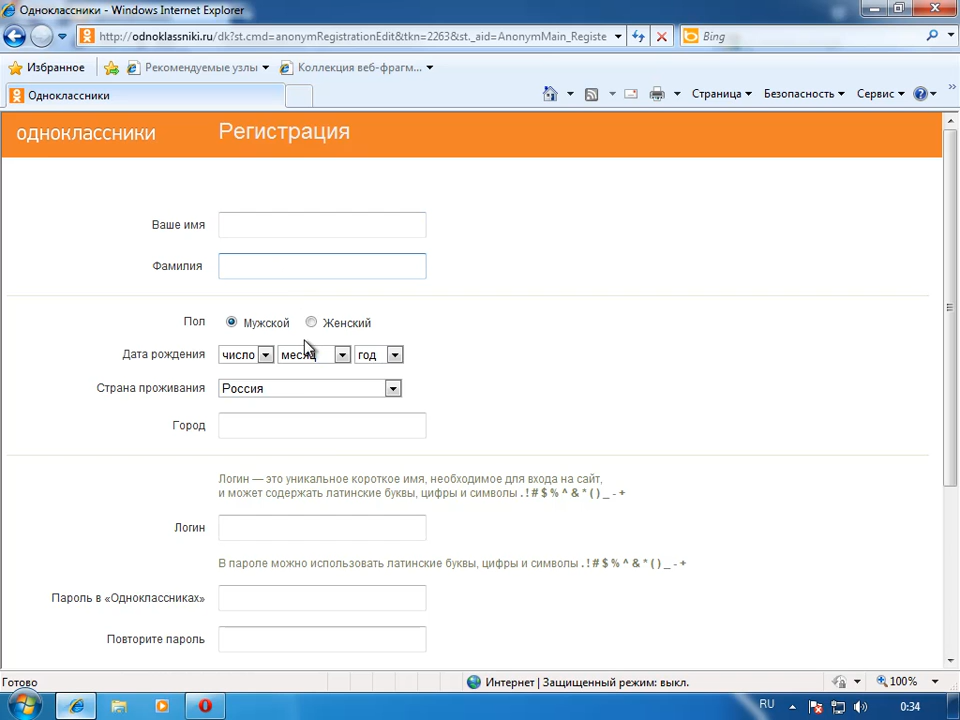 Одноклассники - Windows Internet Explorer
http://odnoklassniki.ru/dk?st.cmd=anonymRegistrationEdit&tkn=2263&st._aid=AnonymMain_Registe
Bing
Избранное
Рекомендуемые узлы
Коллекция веб-фрагм...
Одноклассники
Страница
Безопасность
Сервис
одноклассники
Регистрация
Ваше имя
Фамилия
Пол
Мужской
Женский
Дата рождения
число
месяц
год
Страна проживания
Россия
Город
Логин — это уникальное короткое имя, необходимое для входа на сайт,
и может содержать латинские буквы, цифры и символы . ! # $ % ^ & * ( ) _ - +
Логин
В пароле можно использовать латинские буквы, цифры и символы . ! # $ % ^ & * ( ) _ - +
Пароль в «Одноклассниках»
Повторите пароль
Готово
Интернет | Защищенный режим: выкл.
100%
RU
0:34